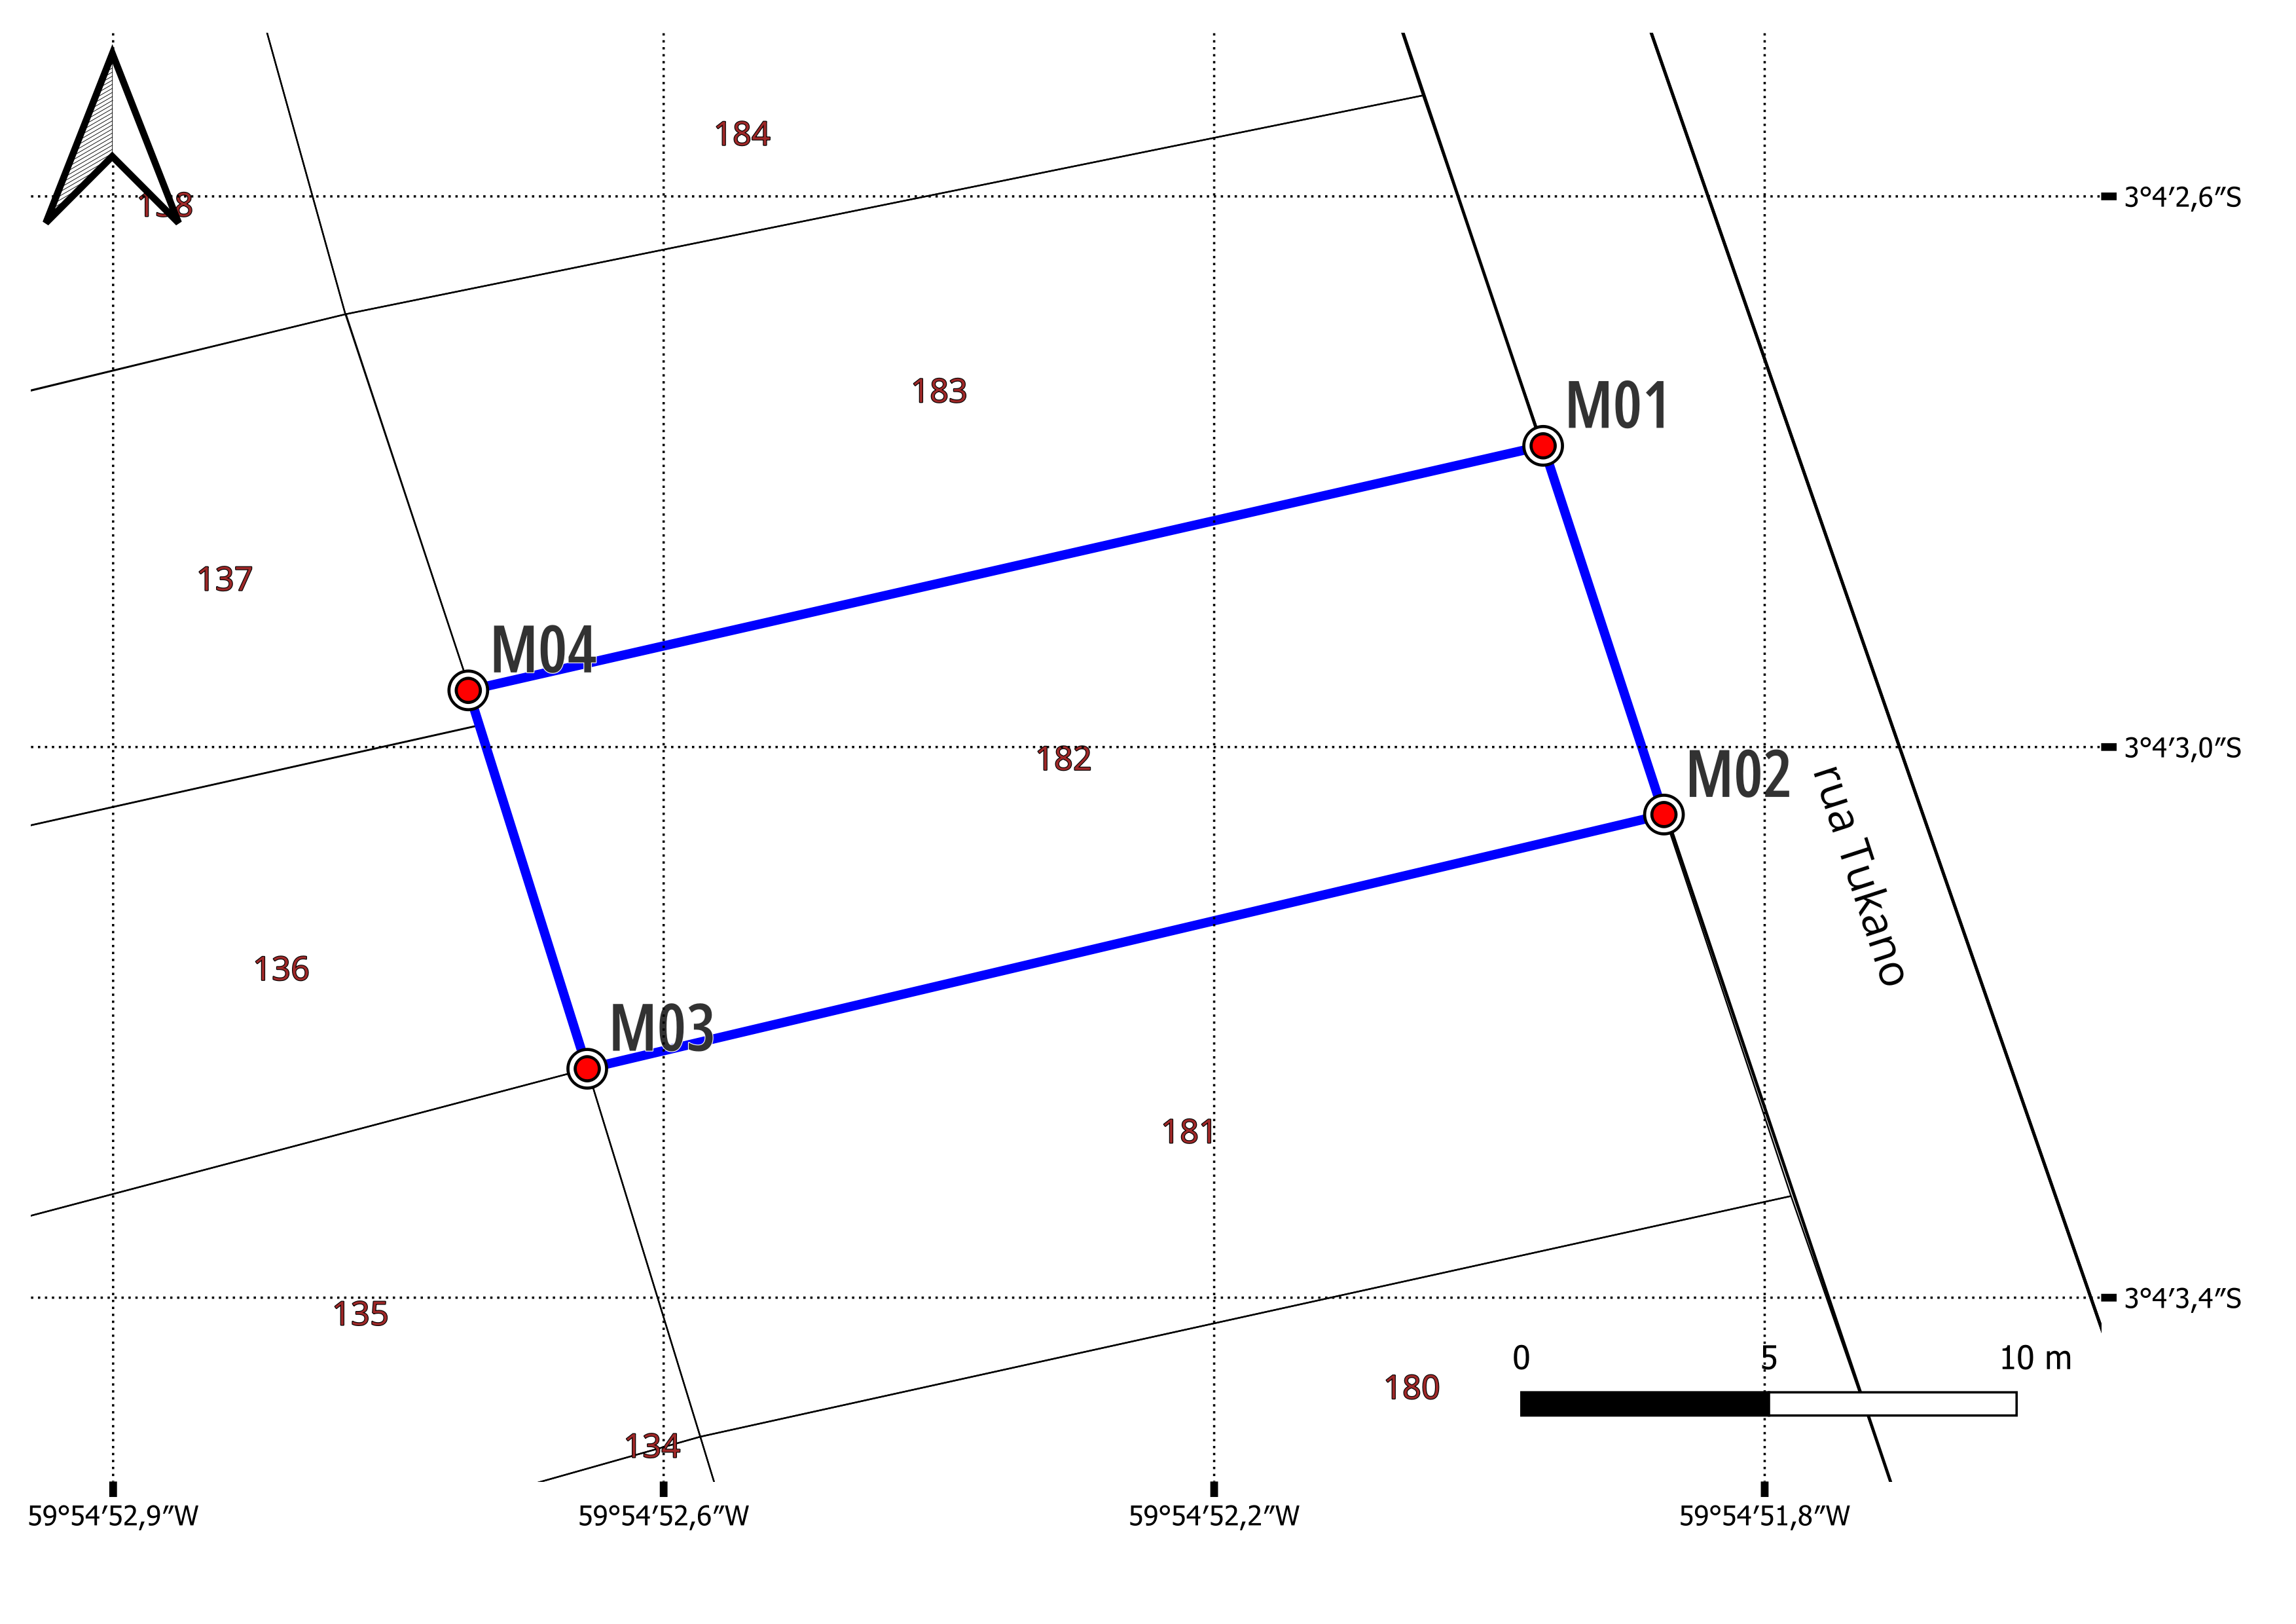 184
138
3°4′2,6″S
183
M01
137
M04
182
3°4′3,0″S
M02
rua Tukano
136
M03
181
135
3°4′3,4″S
0 5 10 m
180
134
59°54′52,9″W 59°54′52,6″W 59°54′52,2″W 59°54′51,8″W